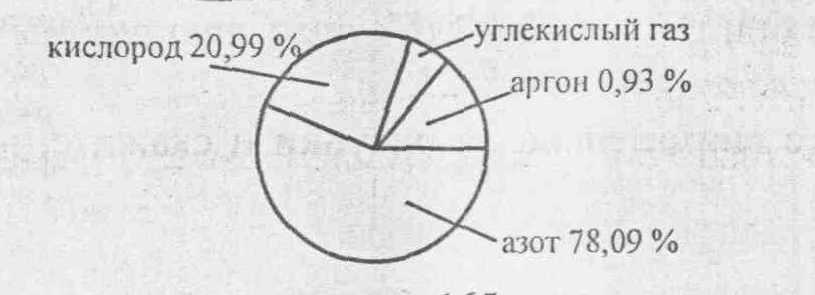 кислород 20,99 %
углекислый газ
аргон 0,93 %
азот 78,09 %